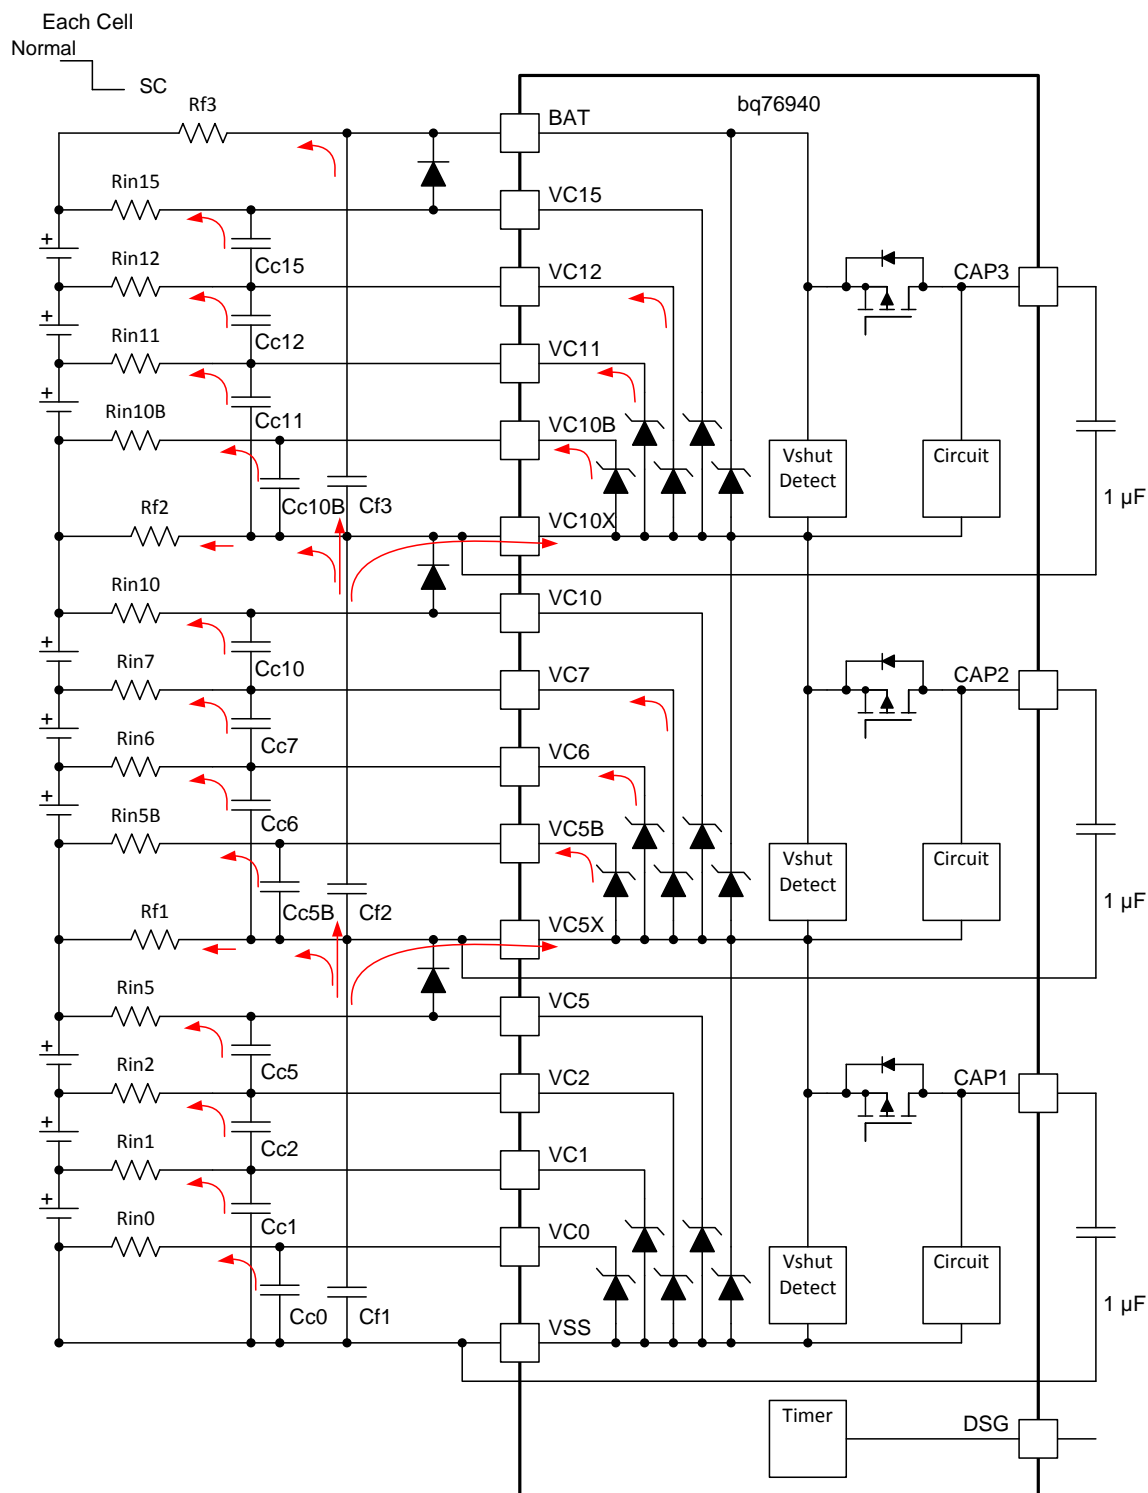 Each Cell
Normal
SC
bq76940
Rf3
BAT
Rin15
VC15
+
Cc15
Rin12
VC12
CAP3
+
Cc12
Rin11
VC11
+
Cc11
Rin10B
VC10B
Vshut
Detect
Circuit
1 µF
Cc10B
Cf3
Rf2
VC10X
Rin10
VC10
+
Cc10
Rin7
VC7
CAP2
+
Cc7
Rin6
VC6
+
Cc6
Rin5B
VC5B
Vshut
Detect
Circuit
1 µF
Cc5B
Cf2
Rf1
VC5X
Rin5
VC5
+
Cc5
Rin2
VC2
CAP1
+
Cc2
Rin1
VC1
+
Cc1
Rin0
VC0
Vshut
Detect
Circuit
1 µF
Cc0
Cf1
VSS
Timer
DSG